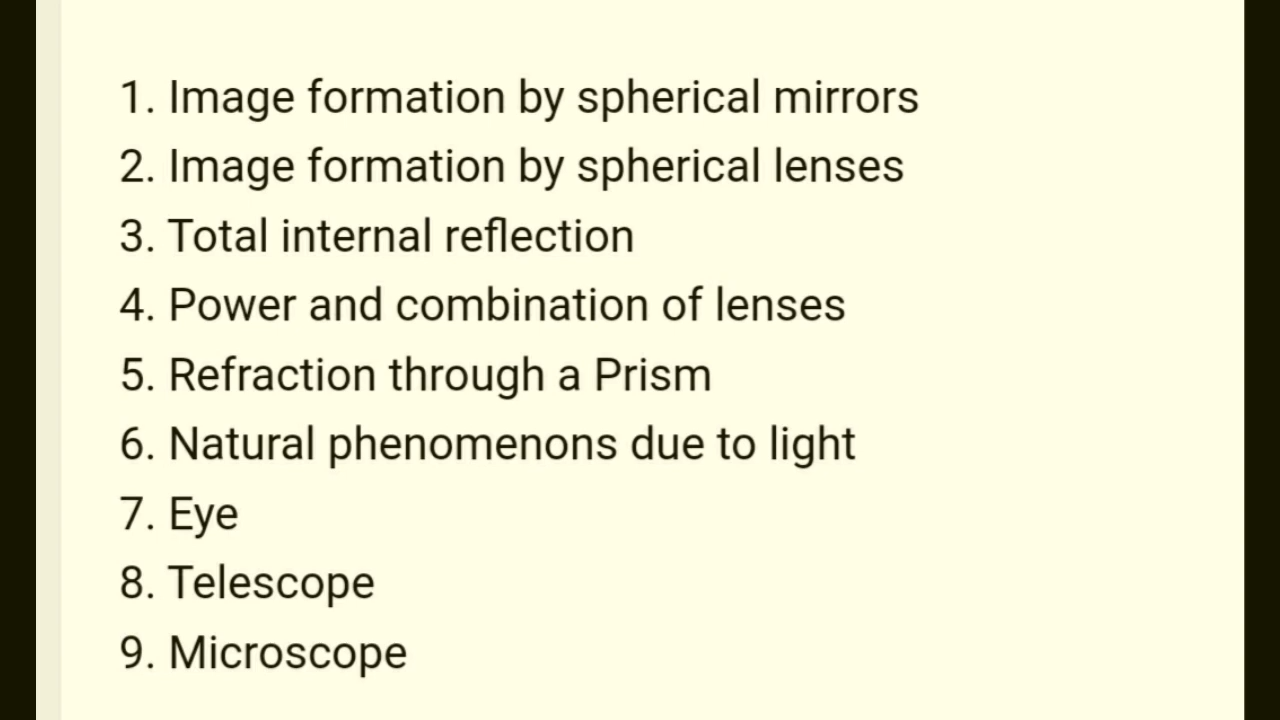 1. Image formation by spherical mirrors
2. Image formation by spherical lenses
3. Total internal reflection
4. Power and combination of lenses
5. Refraction through a Prism
6. Natural phenomenons due to light
7. Eye
8. Telescope
9. Microscope